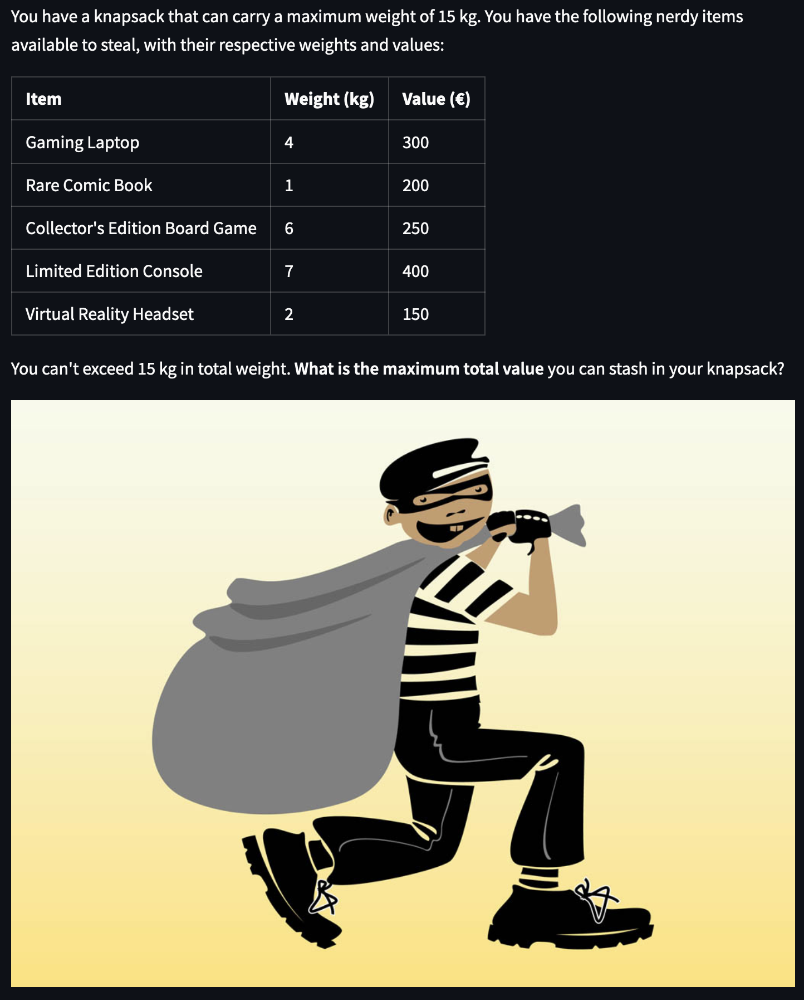 You have a knapsack that can carry a maximum weight of 15 kg. You have the following nerdy items
available to steal, with their respective weights and values:
Item Weight (kg) Value (€)
Gaming Laptop 4 300
Rare Comic Book 1 200
Collector's Edition Board Game 6 250
Limited Edition Console 7 400
Virtual Reality Headset 2 150
You can't exceed 15 kg in total weight. What is the maximum total value you can stash in your knapsack?